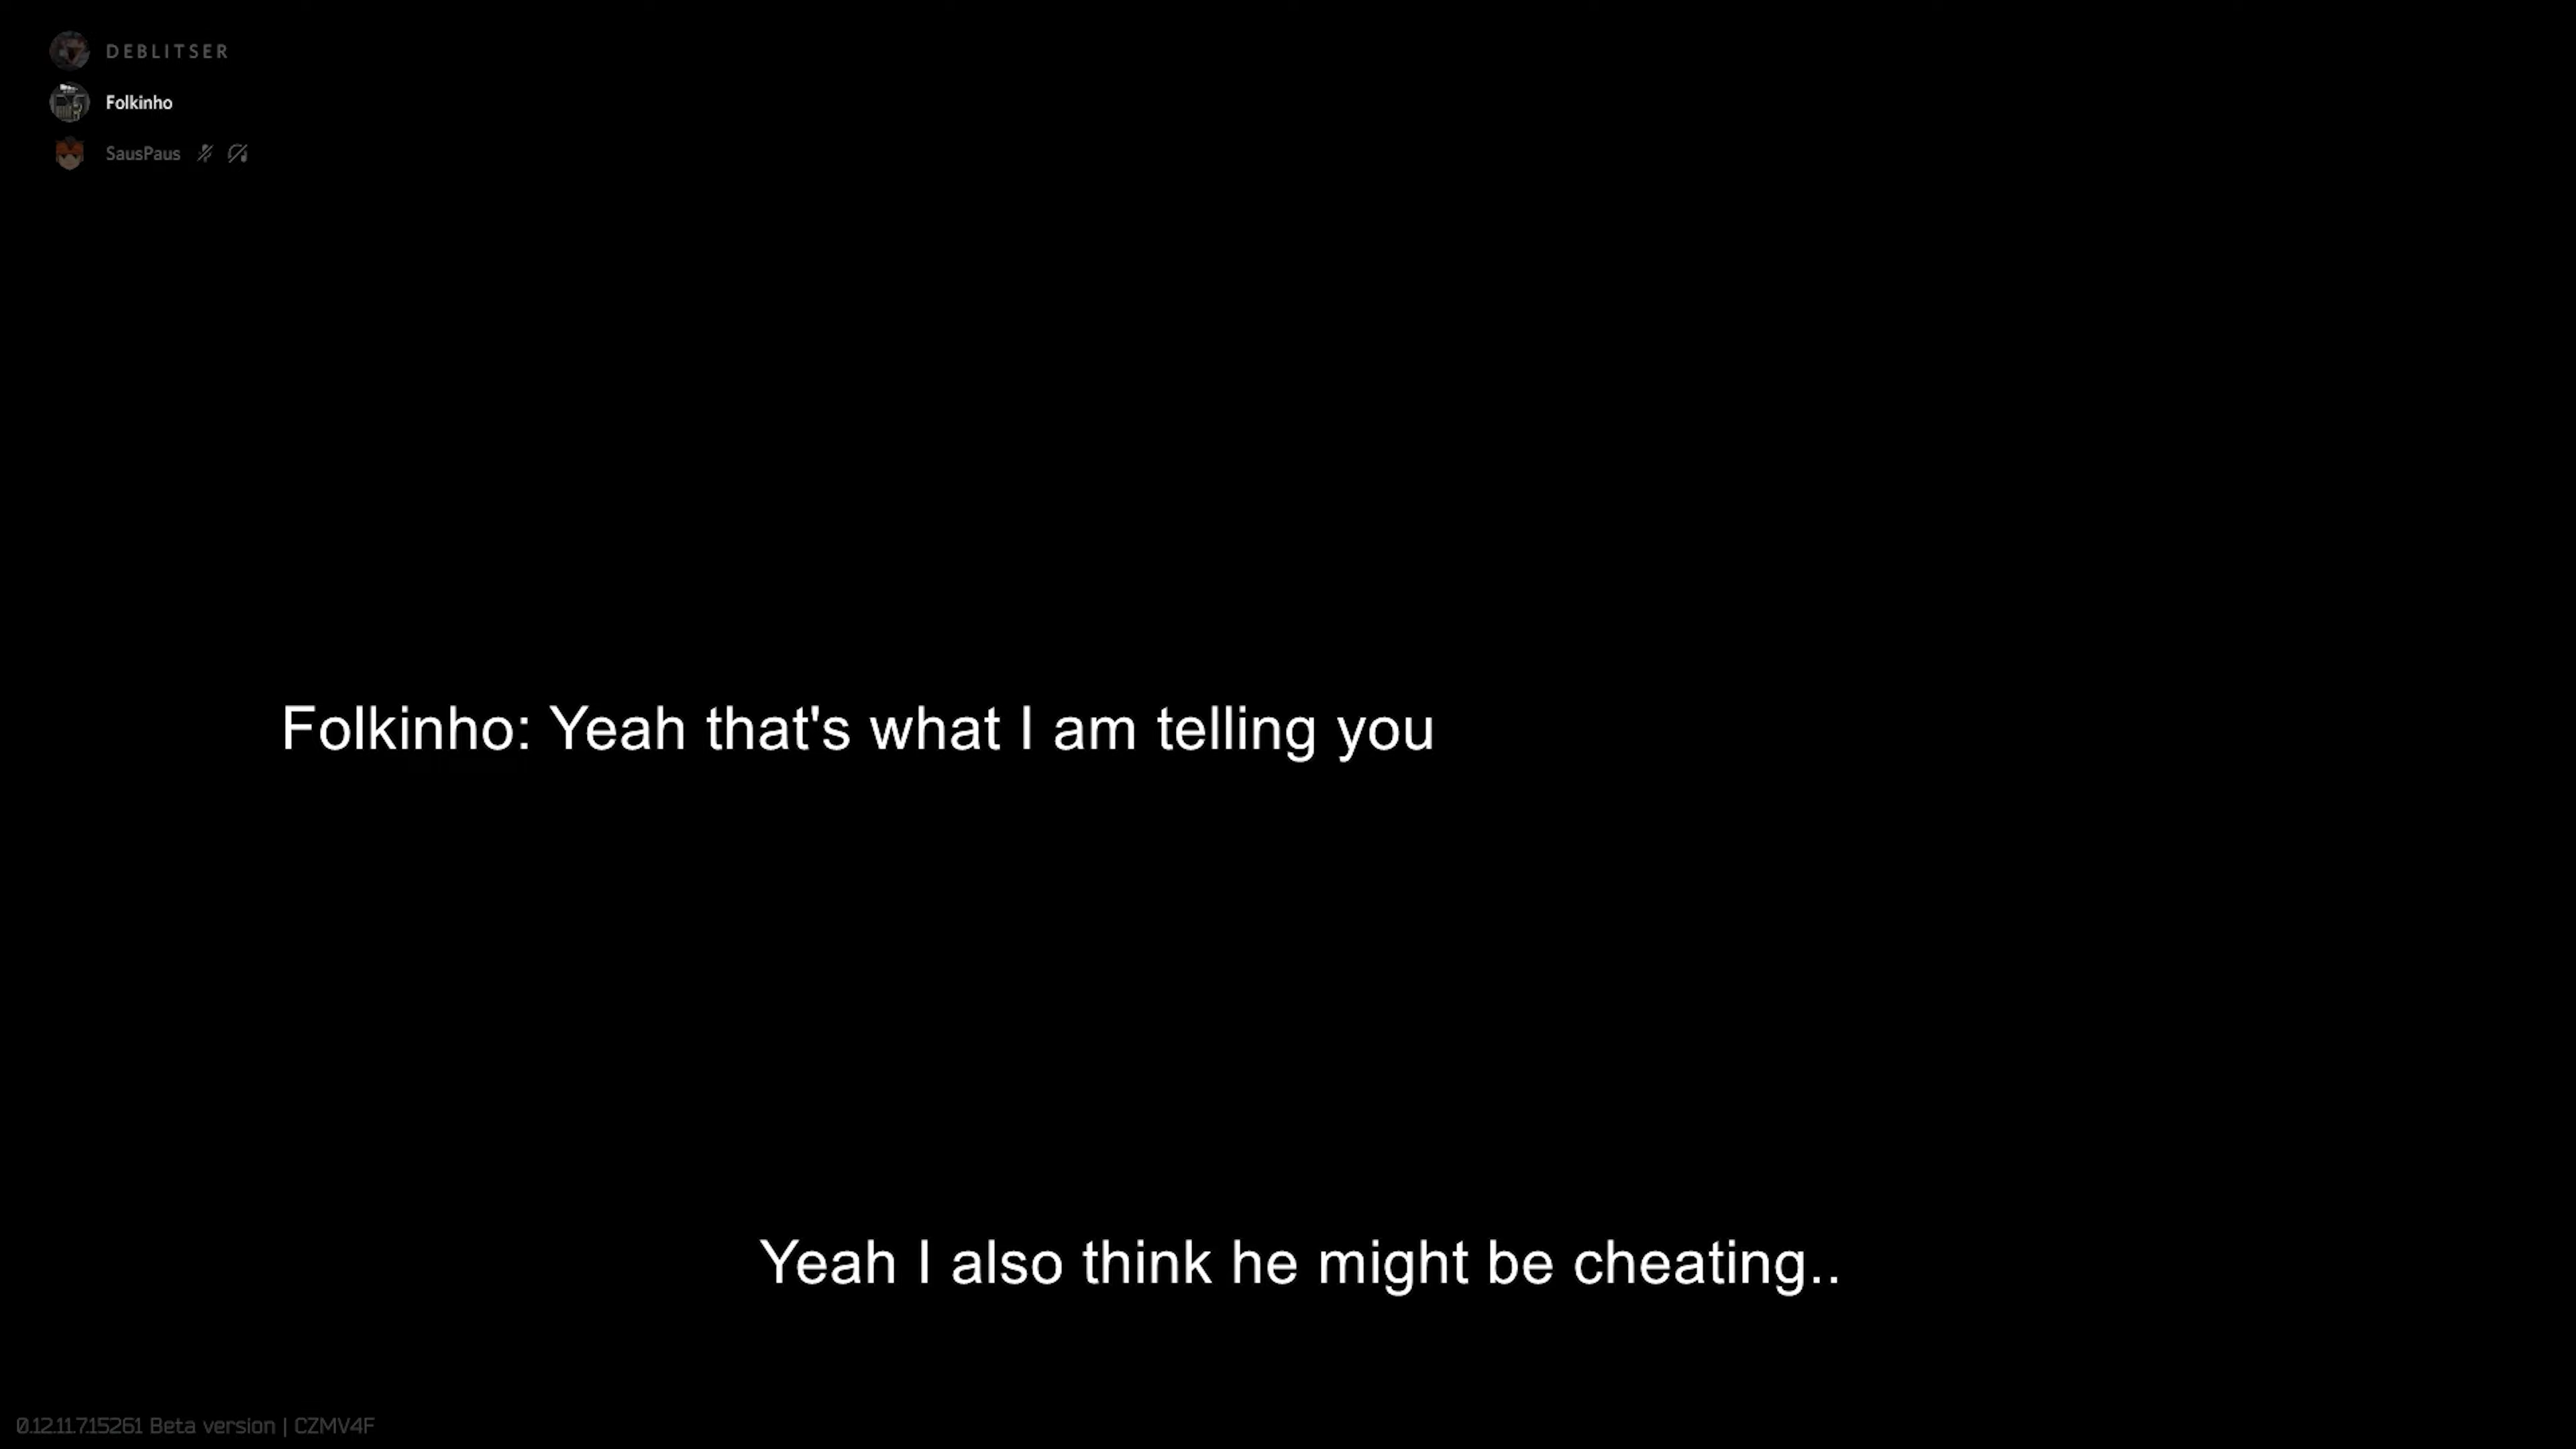 DEBLITSER
Folkinho
SausPaus
Folkinho: Yeah that's what I am telling you
Yeah I also think he might be cheating..
0.12.11.7.15261 Beta version | CZMV4F